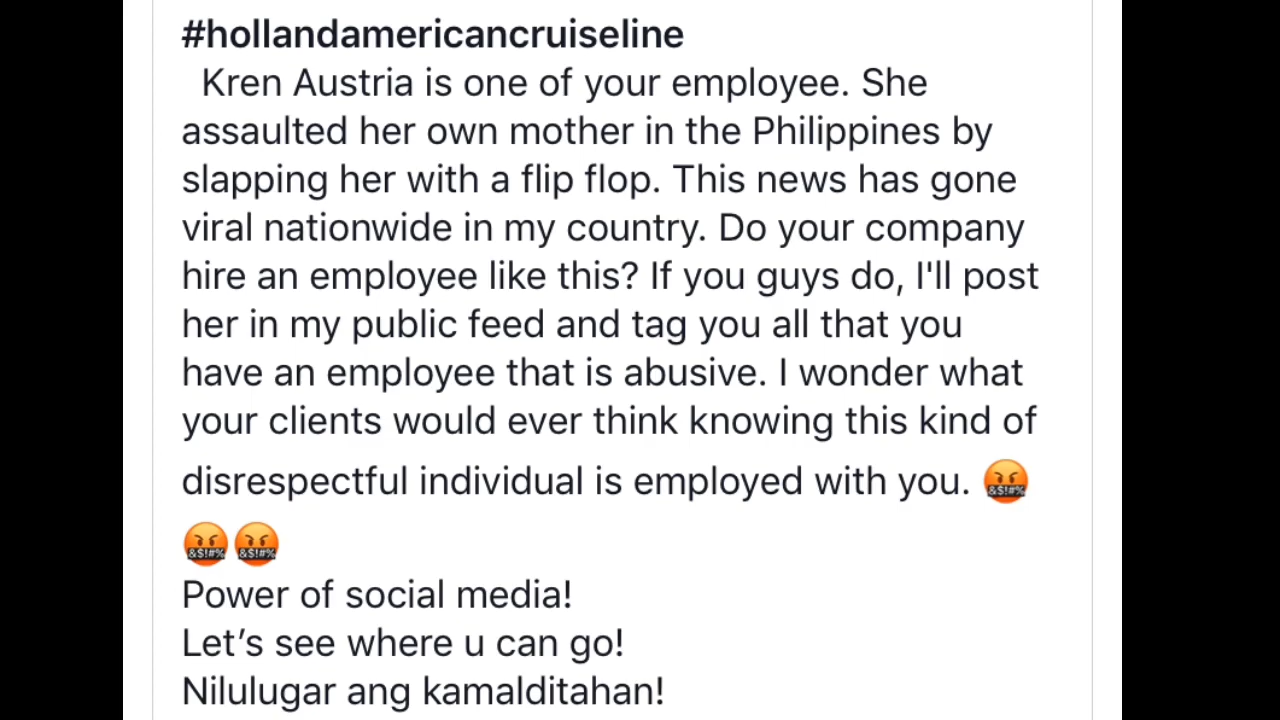 #hollandamericancruiseline
Kren Austria is one of your employee. She
assaulted her own mother in the Philippines by
slapping her with a flip flop. This news has gone
viral nationwide in my country. Do your company
hire an employee like this? If you guys do, I'll post
her in my public feed and tag you all that you
have an employee that is abusive. I wonder what
your clients would ever think knowing this kind of
disrespectful individual is employed with you. 🤬
🤬🤬
Power of social media!
Let’s see where u can go!
Nilulugar ang kamalditahan!